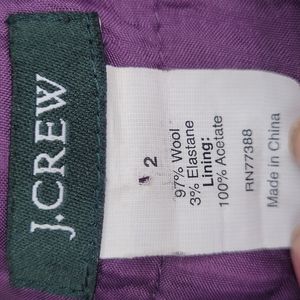 J.CREW
2
97% Wool
3% Elastane
Lining:
100% Acetate
RN77388
Made in China